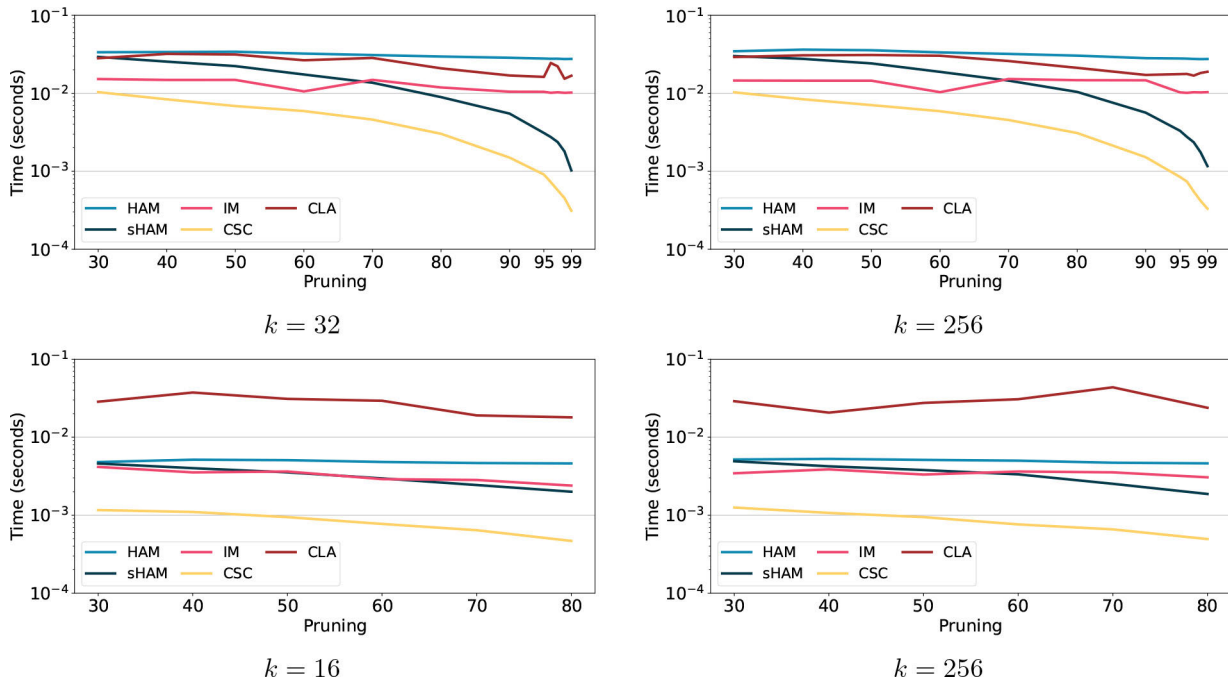 10⁻¹
10⁻²
10⁻³
10⁻⁴
Time (seconds)
HAM IM CLA
sHAM CSC
30 40 50 60 70 80 90 95 99
Pruning
k = 32
10⁻¹
10⁻²
10⁻³
10⁻⁴
Time (seconds)
HAM IM CLA
sHAM CSC
30 40 50 60 70 80 90 95 99
Pruning
k = 256
10⁻¹
10⁻²
10⁻³
10⁻⁴
Time (seconds)
HAM IM CLA
sHAM CSC
30 40 50 60 70 80
Pruning
k = 16
10⁻¹
10⁻²
10⁻³
10⁻⁴
Time (seconds)
HAM IM CLA
sHAM CSC
30 40 50 60 70 80
Pruning
k = 256